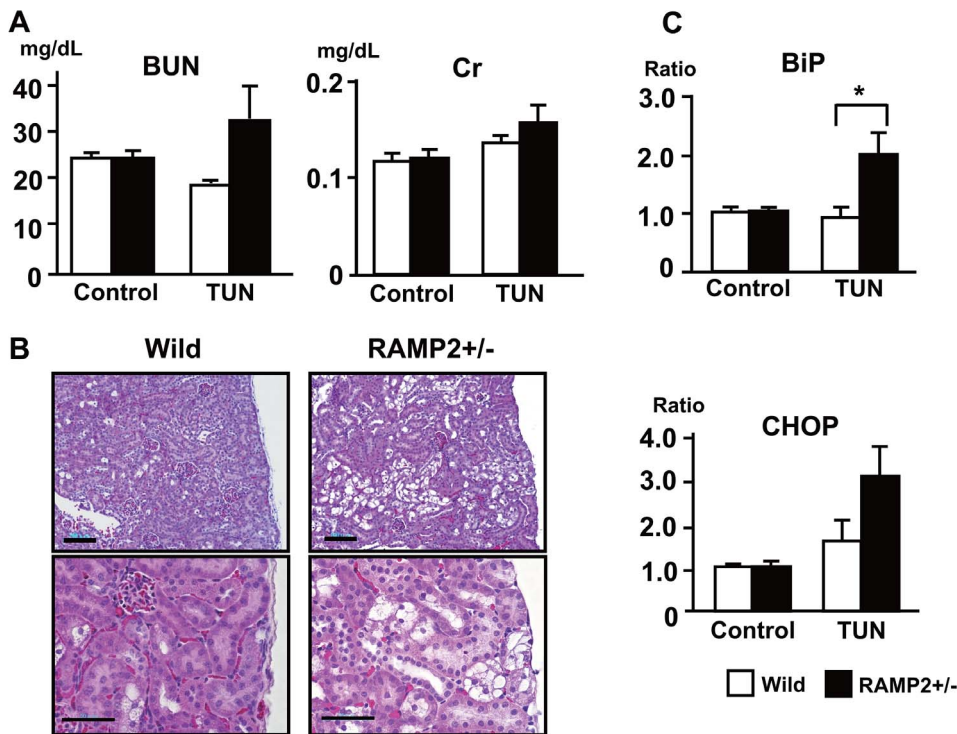 A
mg/dL
BUN
40
30
20
10
0
Control TUN
mg/dL
Cr
0.2
0.1
0
Control TUN
C
Ratio
BiP
3.0
2.0
1.0
0
*
Control TUN
B
Wild RAMP2+/-
Ratio
CHOP
4.0
3.0
2.0
1.0
0
Control TUN
Wild RAMP2+/-